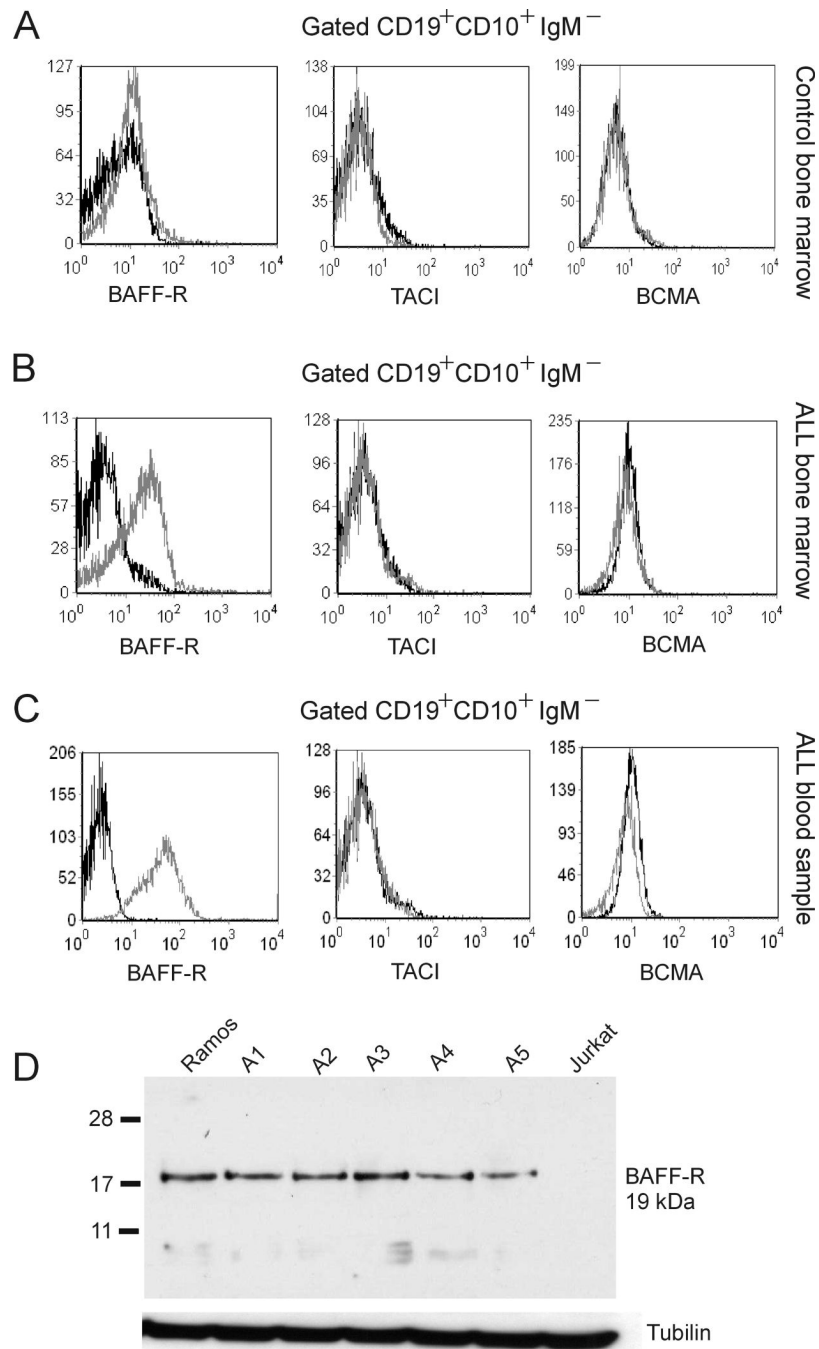 A
Gated CD19+CD10+ IgM−
127
95
64
32
0
10^0 10^1 10^2 10^3 10^4
BAFF-R
138
104
69
34
0
10^0 10^1 10^2 10^3 10^4
TACI
199
149
100
50
0
10^0 10^1 10^2 10^3 10^4
BCMA
Control bone marrow
B
Gated CD19+CD10+ IgM−
113
85
57
28
0
10^0 10^1 10^2 10^3 10^4
BAFF-R
128
96
64
32
0
10^0 10^1 10^2 10^3 10^4
TACI
235
176
118
59
0
10^0 10^1 10^2 10^3 10^4
BCMA
ALL bone marrow
C
Gated CD19+CD10+ IgM−
206
155
103
52
0
10^0 10^1 10^2 10^3 10^4
BAFF-R
128
96
64
32
0
10^0 10^1 10^2 10^3 10^4
TACI
185
139
93
46
0
10^0 10^1 10^2 10^3 10^4
BCMA
ALL blood sample
D
Ramos A1 A2 A3 A4 A5 Jurkat
28
17
11
BAFF-R
19 kDa
Tubilin